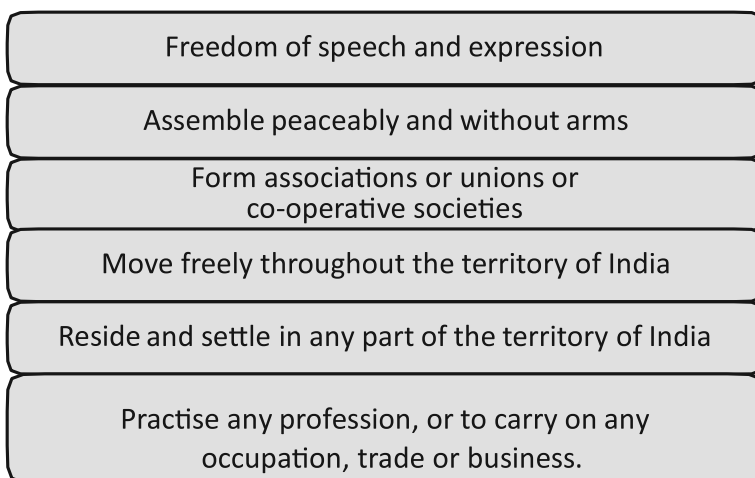 Freedom of speech and expression
Assemble peaceably and without arms
Form associations or unions or
co-operative societies
Move freely throughout the territory of India
Reside and settle in any part of the territory of India
Practise any profession, or to carry on any
occupation, trade or business.